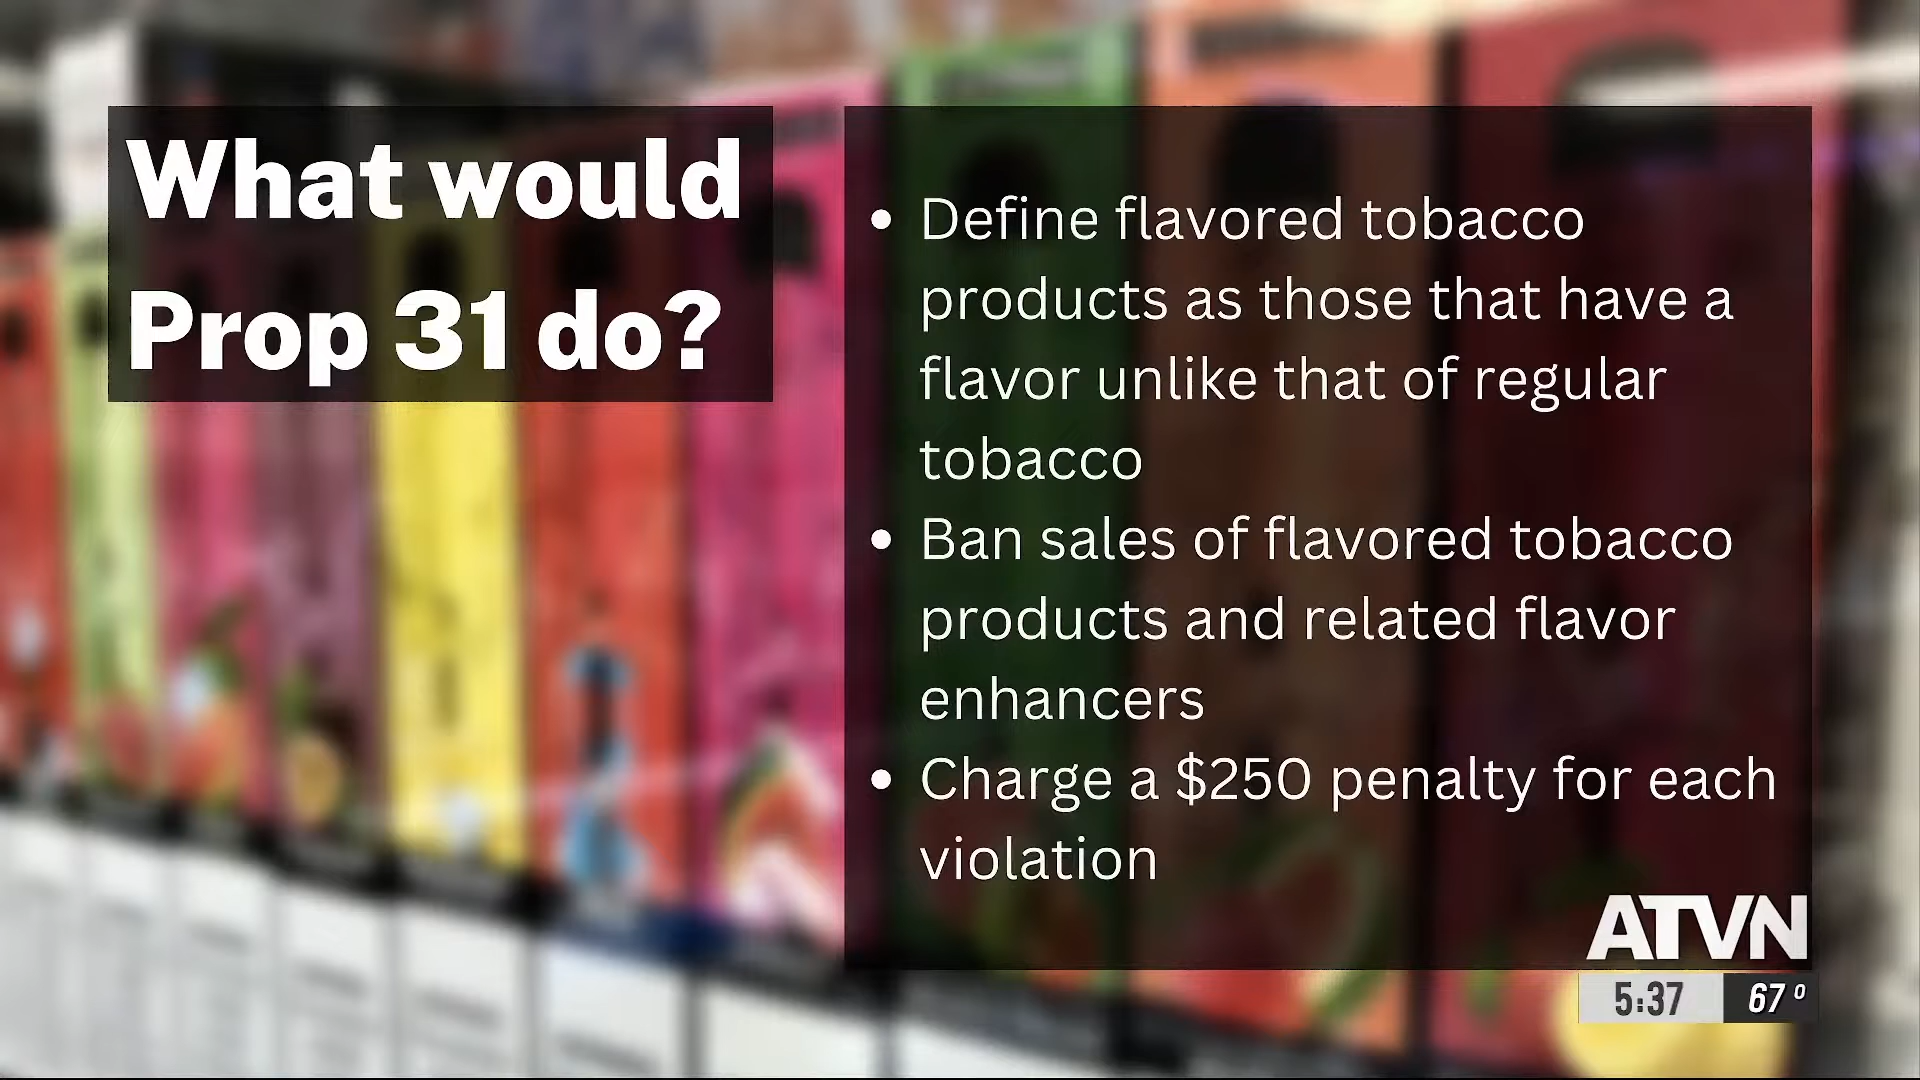 What would
Prop 31 do?
• Define flavored tobacco
products as those that have a
flavor unlike that of regular
tobacco
• Ban sales of flavored tobacco
products and related flavor
enhancers
• Charge a $250 penalty for each
violation
ATVN
5:37 67º